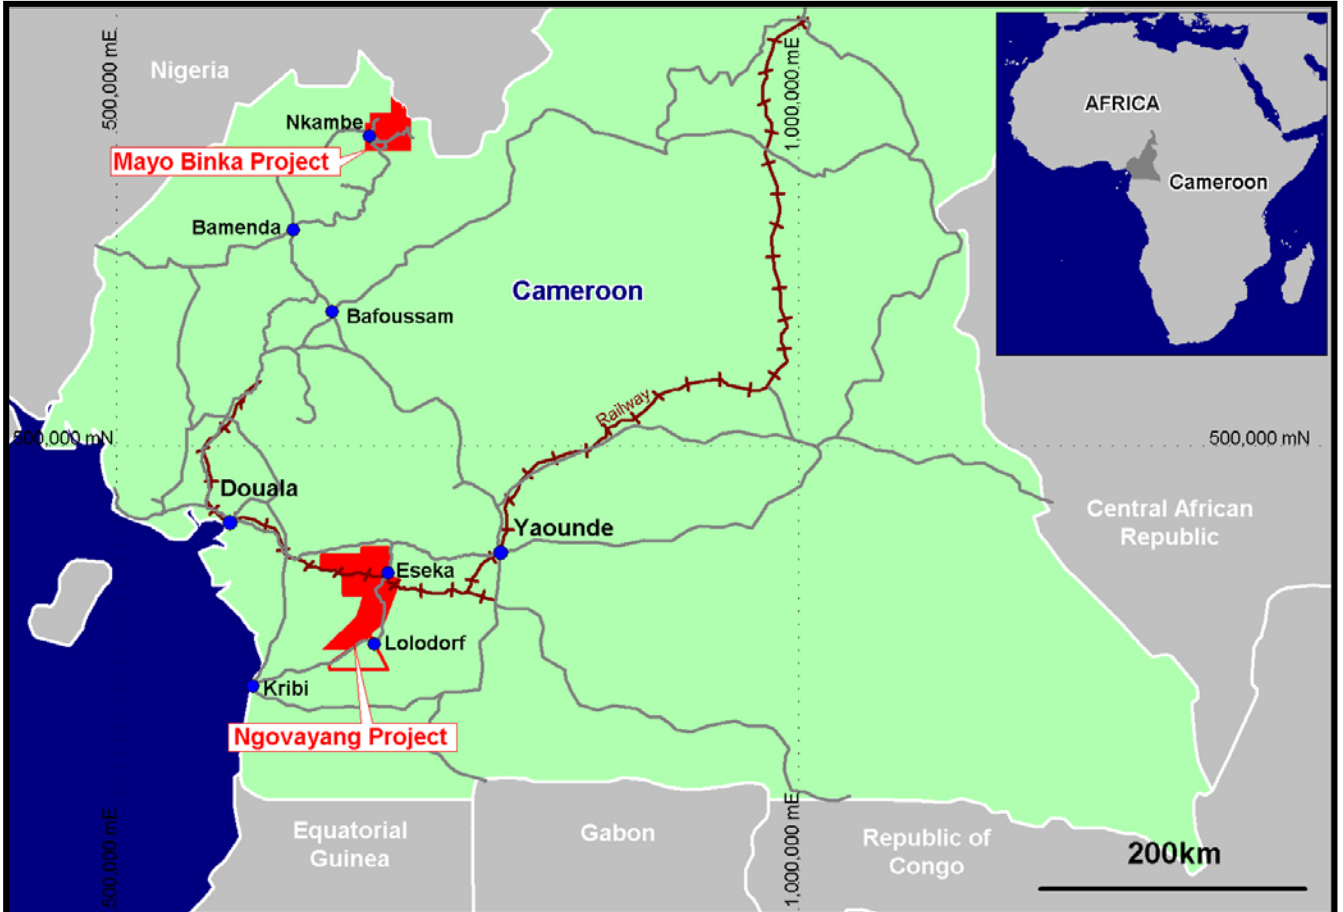 500,000 mE
Nigeria
1,000,000 mE
AFRICA
Nkambe
Mayo Binka Project
Cameroon
Bamenda
Cameroon
Bafoussam
Railway
500,000 mN
500,000 mN
Douala
Central African
Republic
Yaounde
Eseka
Lolodorf
Kribi
Ngovayang Project
Equatorial
Guinea
Gabon
Republic of
Congo
500,000 mE
1,000,000 mE
200km